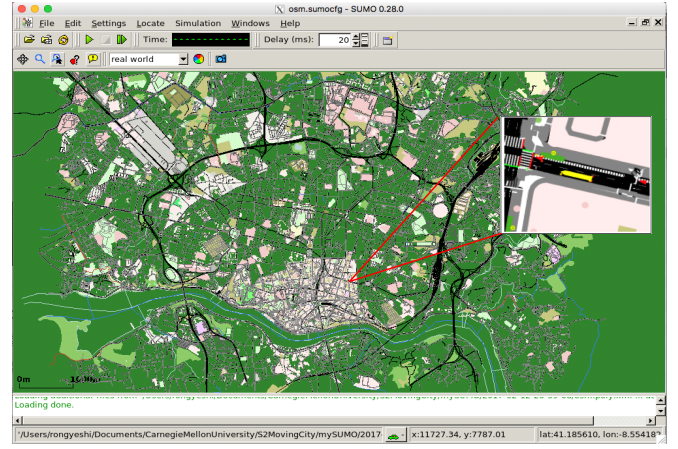 osm.sumocfg - SUMO 0.28.0
File Edit Settings Locate Simulation Windows Help
Time: Delay (ms): 20
real world
0m
Loading done.
'/Users/rongyeshi/Documents/CarnegieMellonUniversity/S2MovingCity/mySUMO/2017- x:11727.34, y:7787.01 lat:41.185610, lon:-8.554187